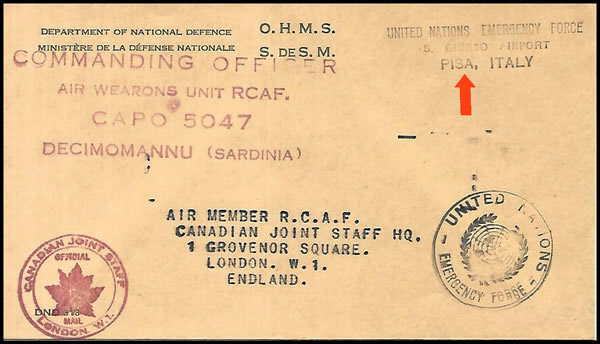 DEPARTMENT OF NATIONAL DEFENCE
MINISTÈRE DE LA DÉFENSE NATIONALE
O.H.M.S.
S. DE S.M.
UNITED NATIONS EMERGENCY FORCE
S. GIUSTO AIRPORT
PISA, ITALY
COMMANDING OFFICER
AIR WEARONS UNIT RCAF.
CAPO 5047
DECIMOMANNU (SARDINIA)
AIR MEMBER R.C.A.F.
CANADIAN JOINT STAFF HQ.
1 GROVENOR SQUARE.
LONDON. W.1.
ENDLAND.
CANADIAN JOINT STAFF
OFFICIAL
MAIL
LONDON, W.1.
DND
UNITED NATIONS
EMERGENCY FORCE